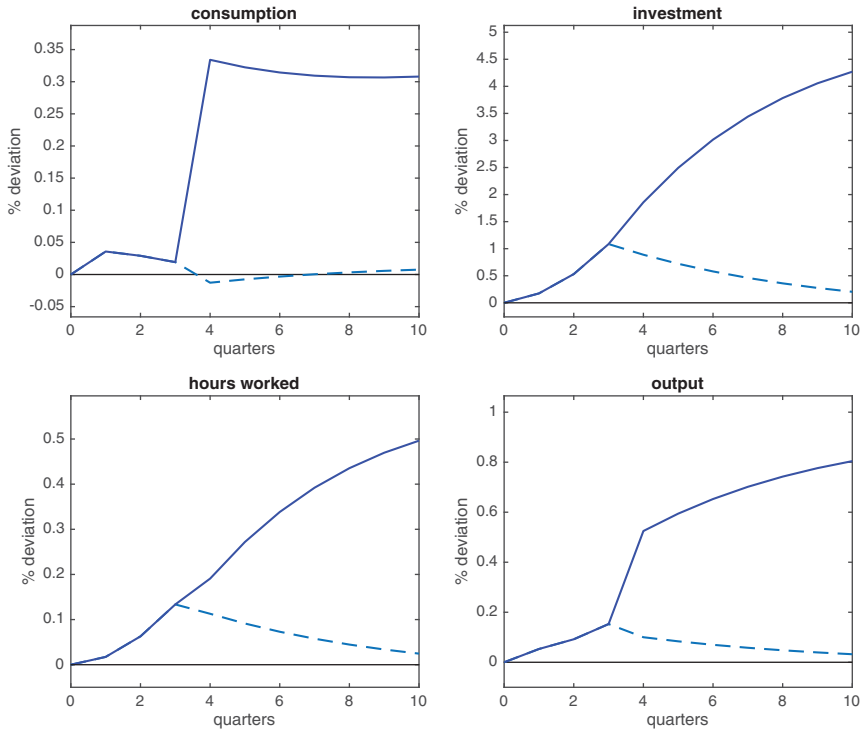 consumption
0.35
0.3
0.25
0.2
0.15
0.1
0.05
0
-0.05
% deviation
0 2 4 6 8 10
quarters
investment
5
4.5
4
3.5
3
2.5
2
1.5
1
0.5
0
% deviation
0 2 4 6 8 10
quarters
hours worked
0.5
0.4
0.3
0.2
0.1
0
% deviation
0 2 4 6 8 10
quarters
output
1
0.8
0.6
0.4
0.2
0
% deviation
0 2 4 6 8 10
quarters